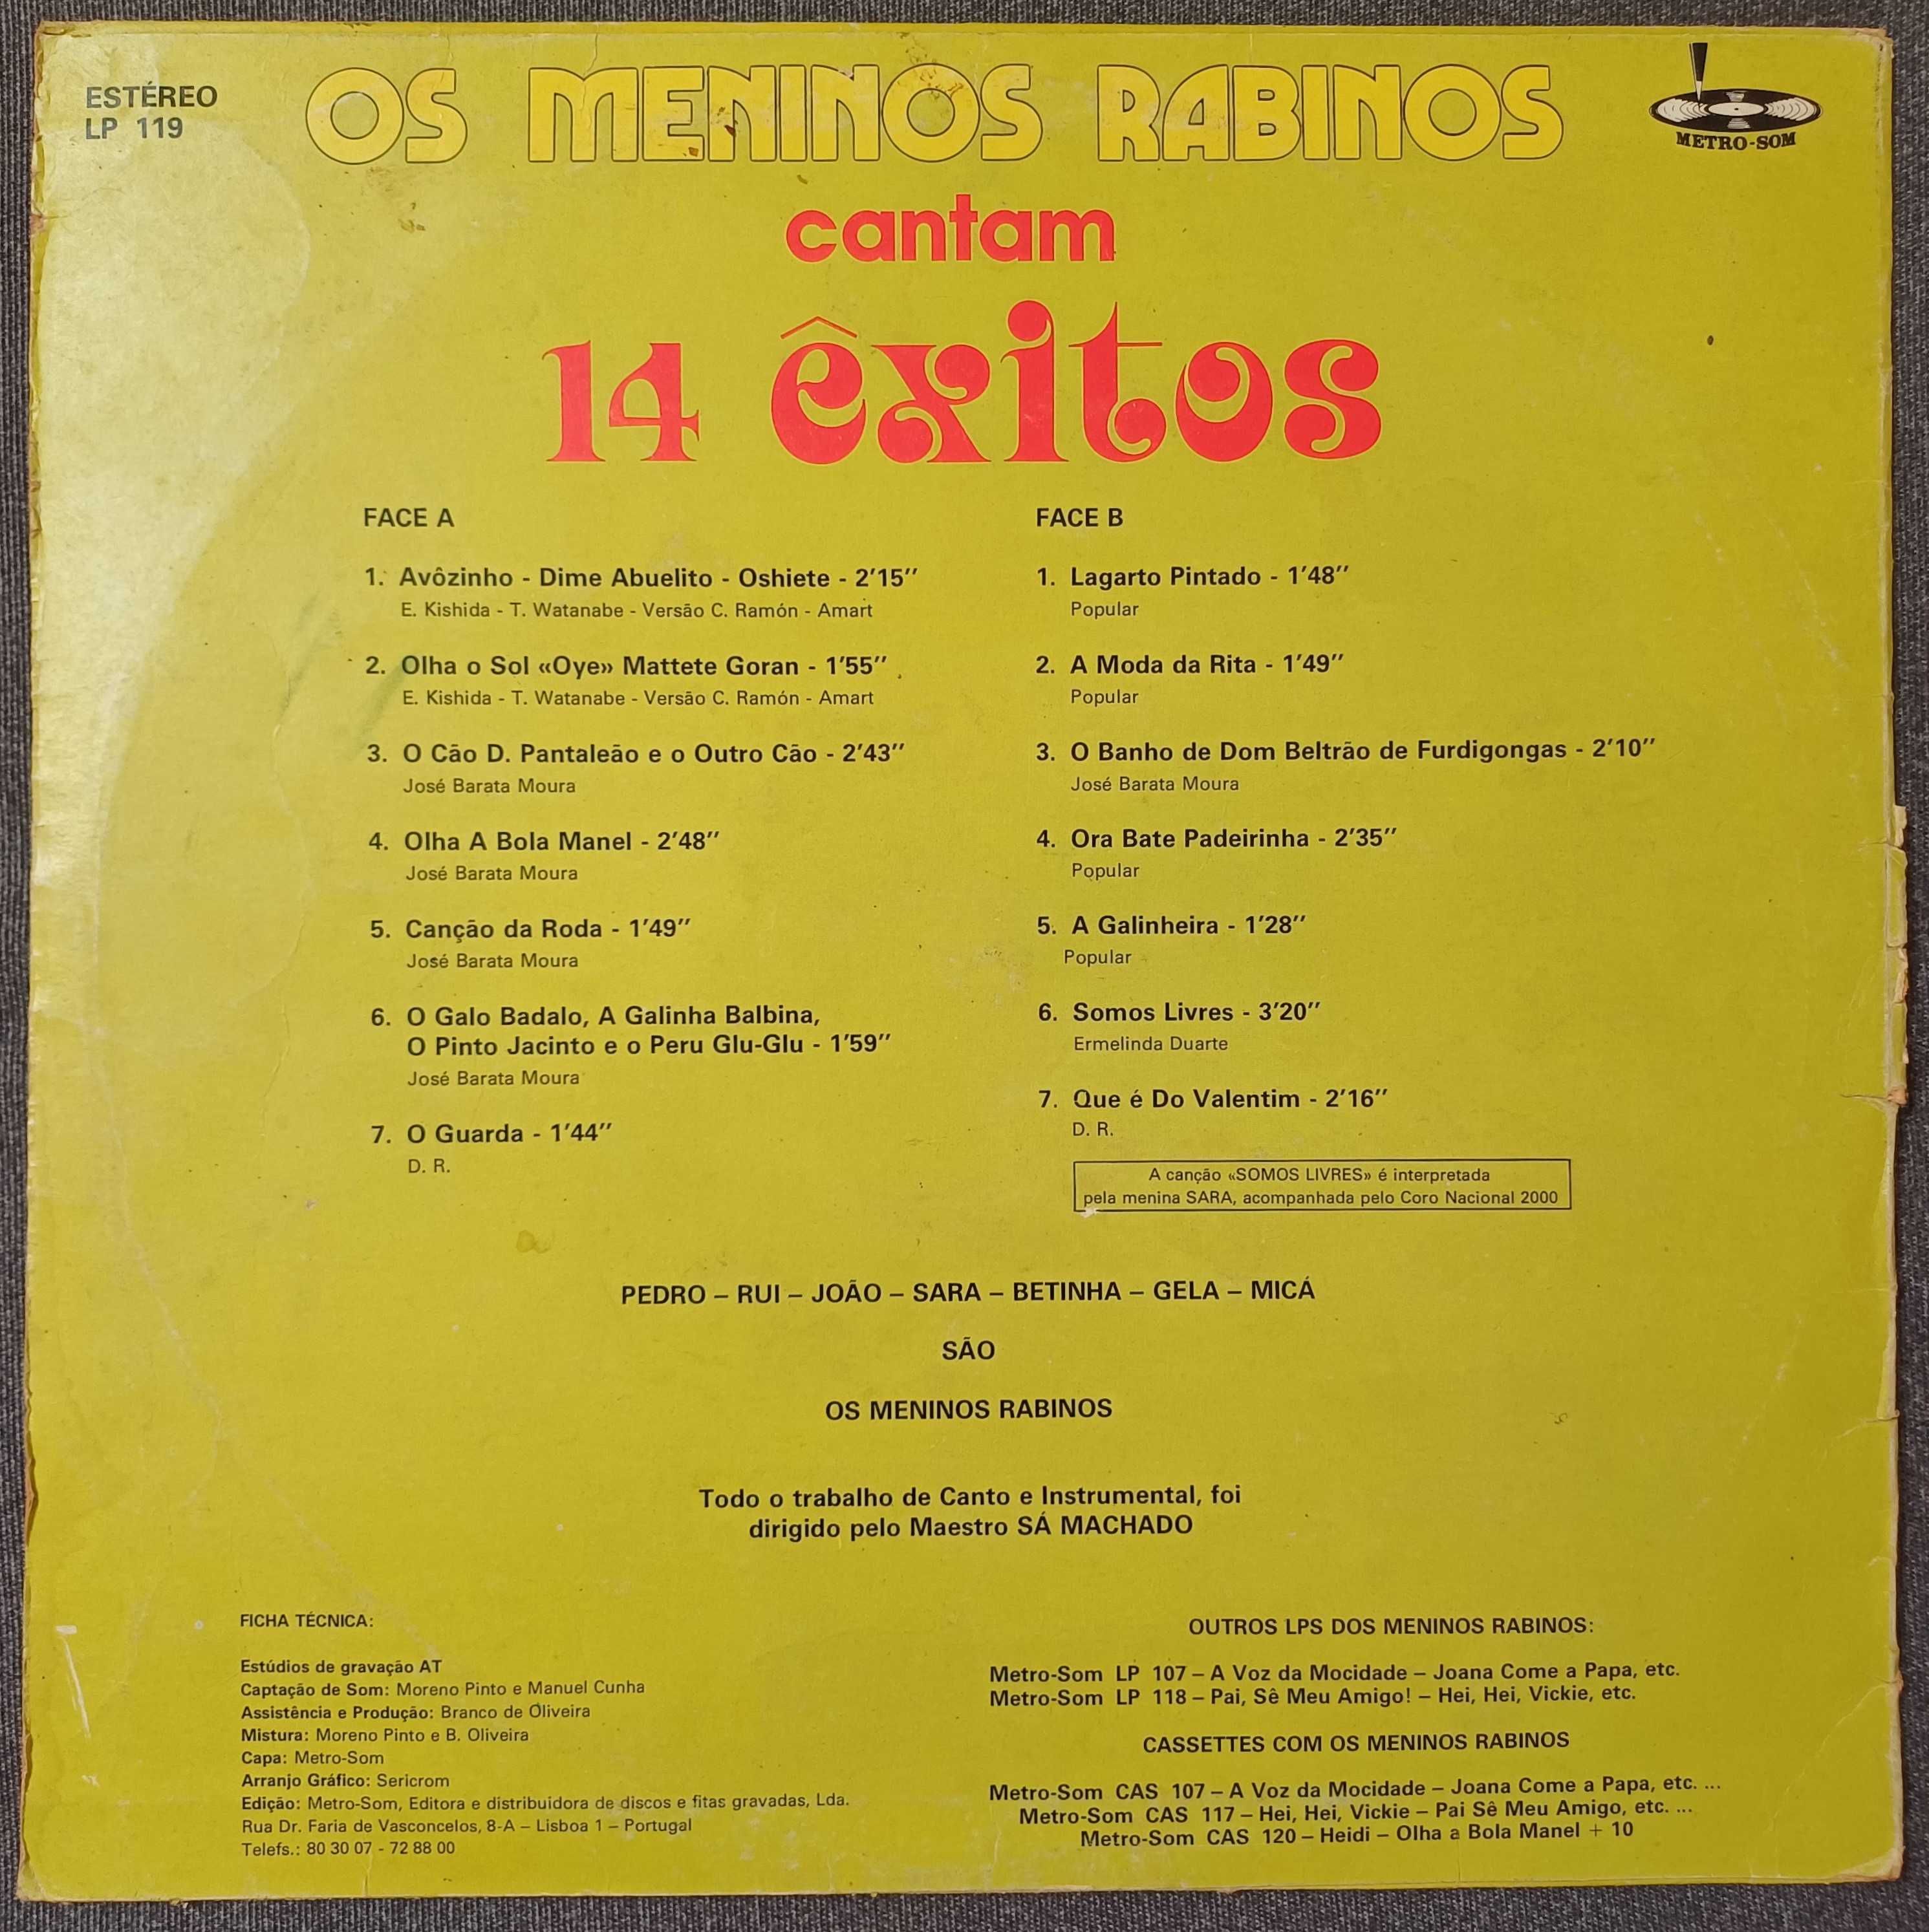 ESTÉREO
LP 119
OS MENINOS RABINOS
METRO-SOM
cantam
14 êxitos
FACE A
1. Avôzinho - Dime Abuelito - Oshiete - 2'15''
E. Kishida - T. Watanabe - Versão C. Ramón - Amart
2. Olha o Sol «Oye» Mattete Goran - 1'55''
E. Kishida - T. Watanabe - Versão C. Ramón - Amart
3. O Cão D. Pantaleão e o Outro Cão - 2'43''
José Barata Moura
4. Olha A Bola Manel - 2'48''
José Barata Moura
5. Canção da Roda - 1'49''
José Barata Moura
6. O Galo Badalo, A Galinha Balbina,
O Pinto Jacinto e o Peru Glu-Glu - 1'59''
José Barata Moura
7. O Guarda - 1'44''
D. R.
FACE B
1. Lagarto Pintado - 1'48''
Popular
2. A Moda da Rita - 1'49''
Popular
3. O Banho de Dom Beltrão de Furdigongas - 2'10''
José Barata Moura
4. Ora Bate Padeirinha - 2'35''
Popular
5. A Galinheira - 1'28''
Popular
6. Somos Livres - 3'20''
Ermelinda Duarte
7. Que é Do Valentim - 2'16''
D. R.
A canção «SOMOS LIVRES» é interpretada
pela menina SARA, acompanhada pelo Coro Nacional 2000
PEDRO – RUI – JOÃO – SARA – BETINHA – GELA – MICÁ
SÃO
OS MENINOS RABINOS
Todo o trabalho de Canto e Instrumental, foi
dirigido pelo Maestro SÁ MACHADO
FICHA TÉCNICA:
Estúdios de gravação AT
Captação de Som: Moreno Pinto e Manuel Cunha
Assistência e Produção: Branco de Oliveira
Mistura: Moreno Pinto e B. Oliveira
Capa: Metro-Som
Arranjo Gráfico: Sericrom
Edição: Metro-Som, Editora e distribuidora de discos e fitas gravadas, Lda.
Rua Dr. Faria de Vasconcelos, 8-A – Lisboa 1 – Portugal
Telefs.: 80 30 07 - 72 88 00
OUTROS LPS DOS MENINOS RABINOS:
Metro-Som LP 107 – A Voz da Mocidade – Joana Come a Papa, etc.
Metro-Som LP 118 – Pai, Sê Meu Amigo! – Hei, Hei, Vickie, etc.
CASSETTES COM OS MENINOS RABINOS
Metro-Som CAS 107 – A Voz da Mocidade – Joana Come a Papa, etc. ...
Metro-Som CAS 117 – Hei, Hei, Vickie – Pai Sê Meu Amigo, etc. ...
Metro-Som CAS 120 – Heidi – Olha a Bola Manel + 10